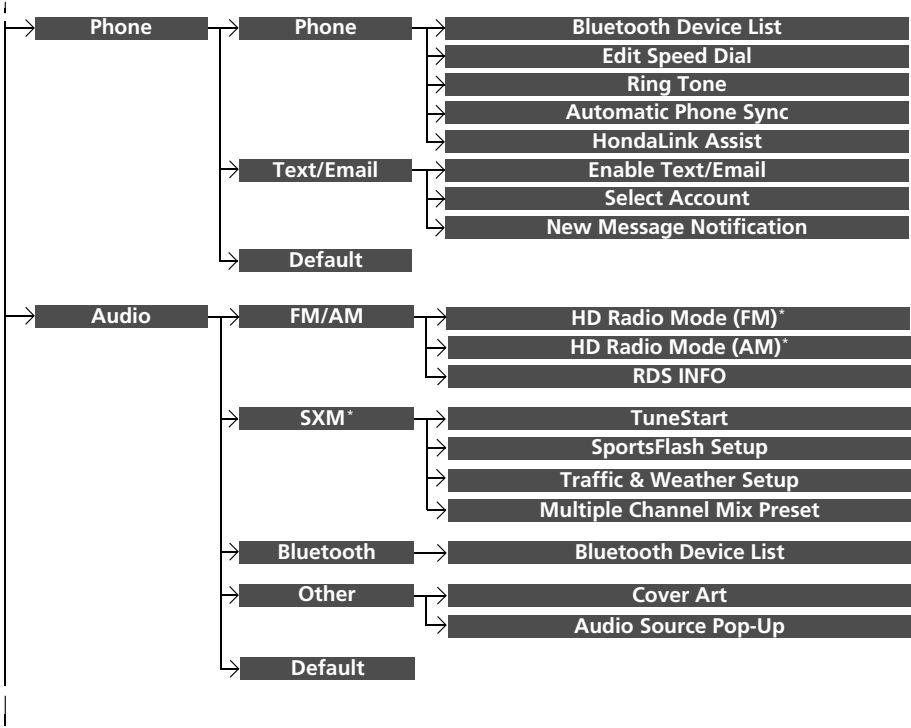 Phone
Phone
Bluetooth Device List
Edit Speed Dial
Ring Tone
Automatic Phone Sync
HondaLink Assist
Text/Email
Enable Text/Email
Select Account
New Message Notification
Default
Audio
FM/AM
HD Radio Mode (FM)*
HD Radio Mode (AM)*
RDS INFO
SXM*
TuneStart
SportsFlash Setup
Traffic & Weather Setup
Multiple Channel Mix Preset
Bluetooth
Bluetooth Device List
Other
Cover Art
Audio Source Pop-Up
Default